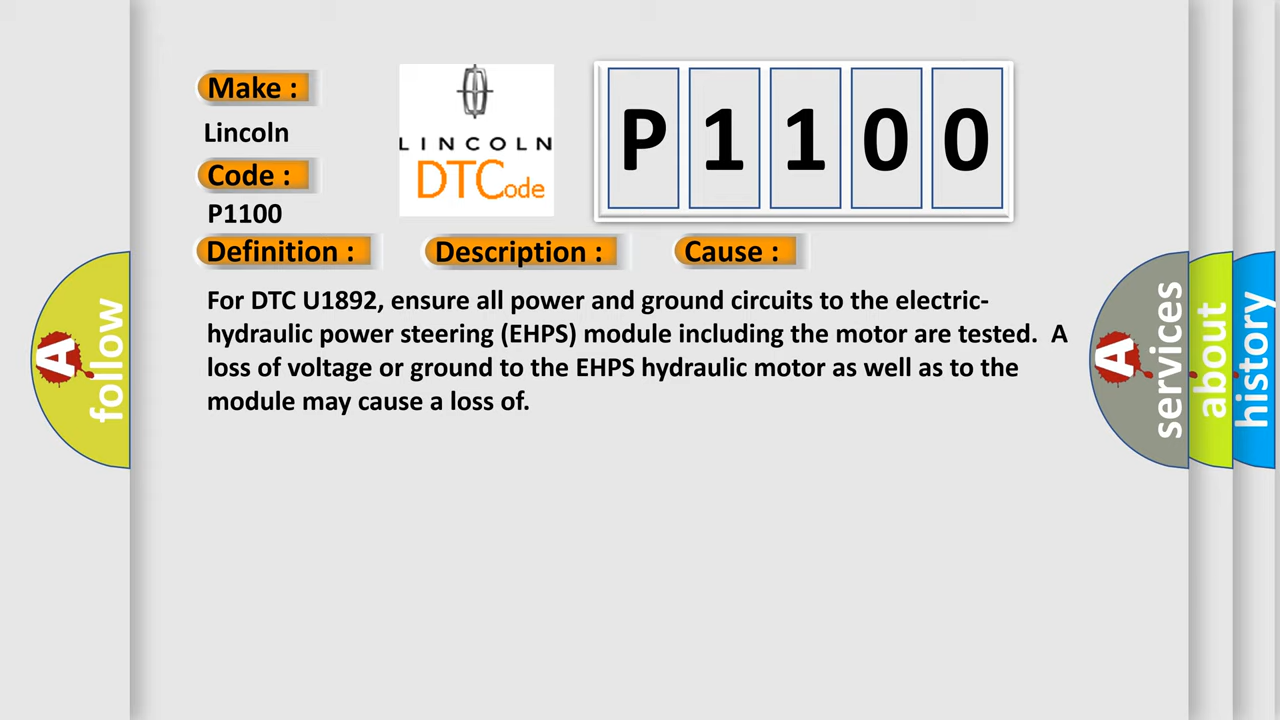 Make :
Lincoln
Code :
P1100
LINCOLN
DTCode
P 1 1 0 0
Definition :
Description :
Cause :
For DTC U1892, ensure all power and ground circuits to the electric-
hydraulic power steering (EHPS) module including the motor are tested  A
loss of voltage or ground to the EHPS hydraulic motor as well as to the
module may cause a loss of.
A
follow
A
services
about
history